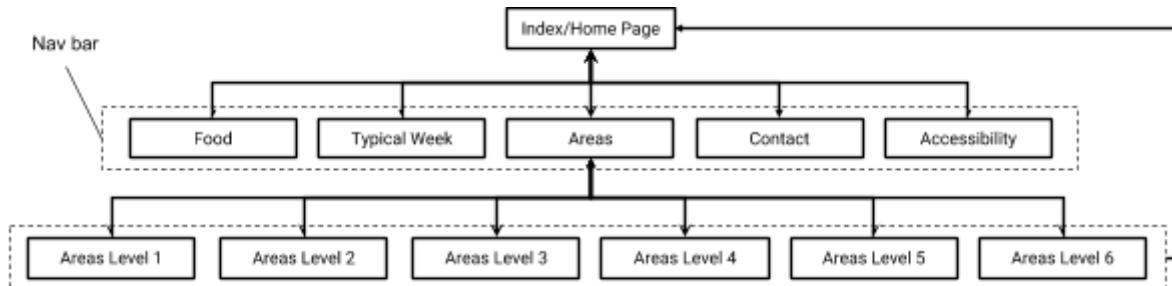 Index/Home Page
Nav bar
Food
Typical Week
Areas
Contact
Accessibility
Areas Level 1
Areas Level 2
Areas Level 3
Areas Level 4
Areas Level 5
Areas Level 6